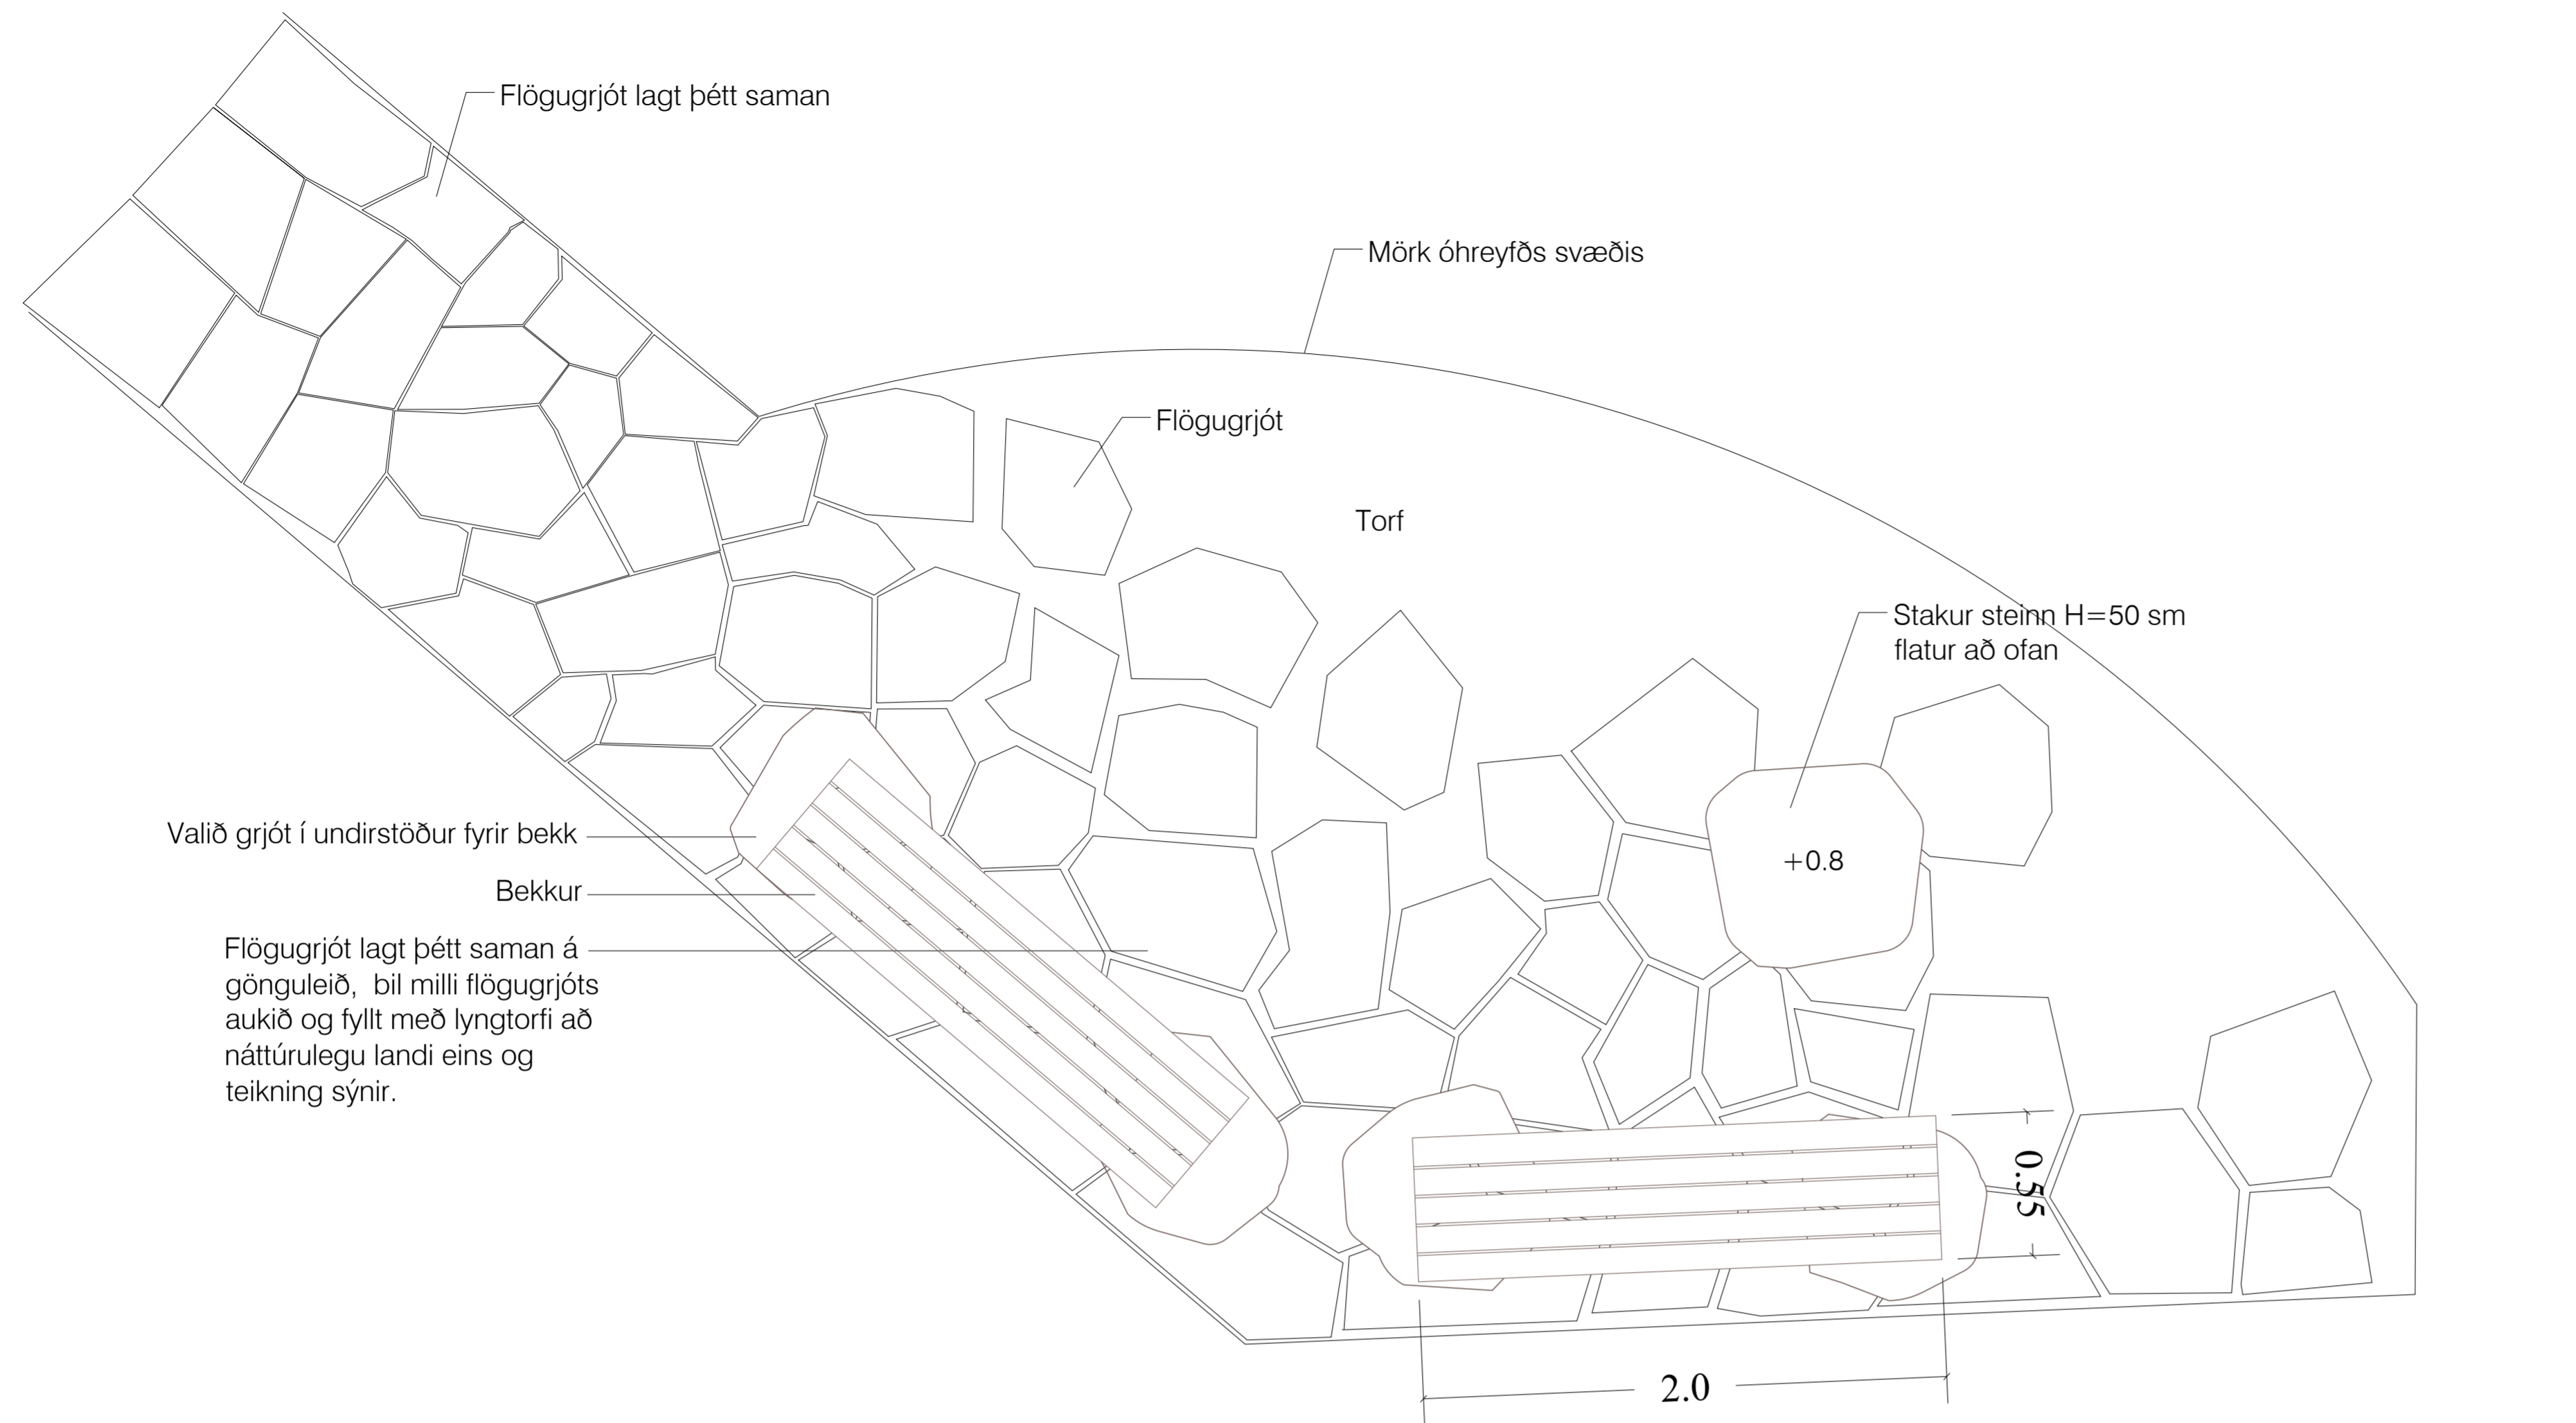 Flögugrjót lagt þétt saman
Mörk óhreyfðs svæðis
Flögugrjót
Torf
Stakur steinn H=50 sm
flatur að ofan
+0.8
Valið grjót í undirstöður fyrir bekk
Bekkur
Flögugrjót lagt þétt saman á
gönguleið, bil milli flögugrjóts
aukið og fyllt með lyngtorfi að
náttúrulegu landi eins og
teikning sýnir.
0.55
2.0